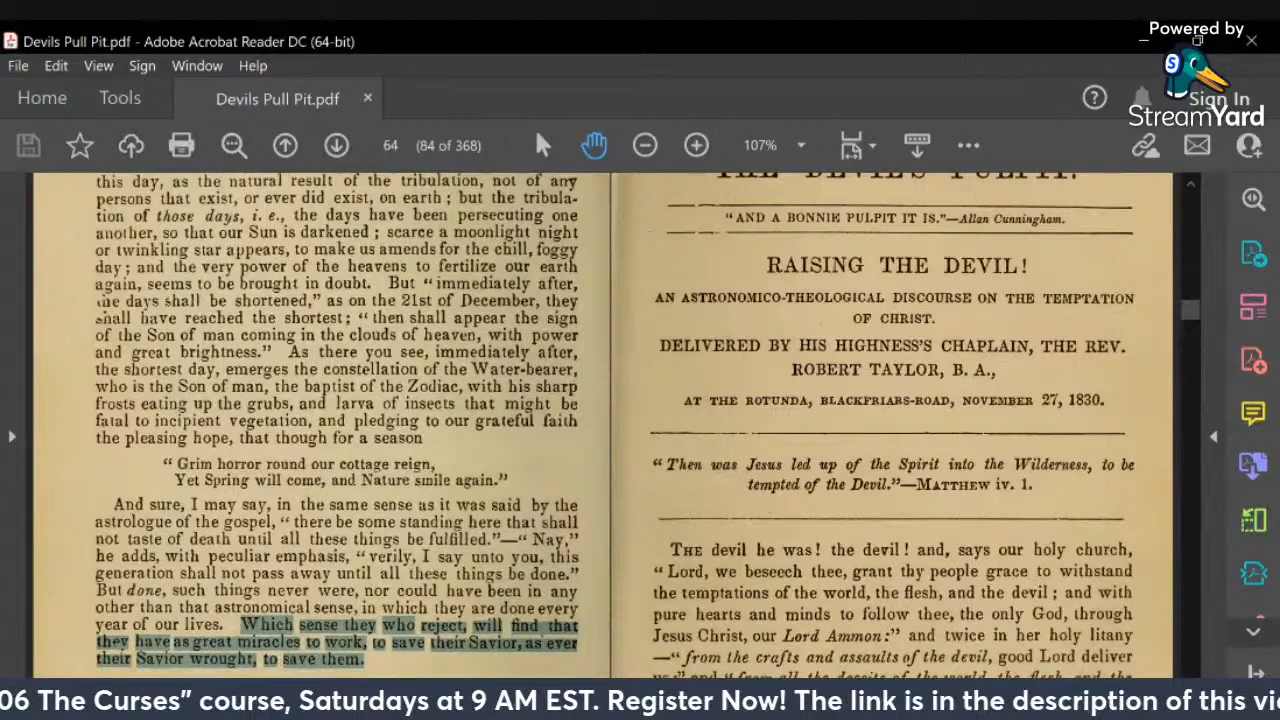 Powered by
StreamYard
Devils Pull Pit.pdf - Adobe Acrobat Reader DC (64-bit)
File Edit View Sign Window Help
Home Tools Devils Pull Pit.pdf × Sign In
64 (84 of 368) 107%
this day, as the natural result of the tribulation, not of any
persons that exist, or ever did exist, on earth ; but the tribula-
tion of those days, i. e., the days have been persecuting one
another, so that our Sun is darkened ; scarce a moonlight night
or twinkling star appears, to make us amends for the chill, foggy
day; and the very power of the heavens to fertilize our earth
again, seems to be brought in doubt. But “ immediately after,
the days shall be shortened,” as on the 21st of December, they
shall have reached the shortest ; “ then shall appear the sign
of the Son of man coming in the clouds of heaven, with power
and great brightness.” As there you see, immediately after,
the shortest day, emerges the constellation of the Water-bearer,
who is the Son of man, the baptist of the Zodiac, with his sharp
frosts eating up the grubs, and larva of insects that might be
fatal to incipient vegetation, and pledging to our grateful faith
the pleasing hope, that though for a season
“ Grim horror round our cottage reign,
Yet Spring will come, and Nature smile again.”
And sure, I may say, in the same sense as it was said by the
astrologue of the gospel, “ there be some standing here that shall
not taste of death until all these things be fulfilled.”—“ Nay,”
he adds, with peculiar emphasis, “ verily, I say unto you, this
generation shall not pass away until all these things be done.”
But done, such things never were, nor could have been in any
other than that astronomical sense, in which they are done every
year of our lives. Which sense they who reject, will find that
they have as great miracles to work, to save their Savior, as ever
their Savior wrought, to save them.
THE DEVIL'S PULPIT.
“AND A BONNIE PULPIT IT IS.”—Allan Cunningham.
RAISING THE DEVIL!
AN ASTRONOMICO-THEOLOGICAL DISCOURSE ON THE TEMPTATION
OF CHRIST.
DELIVERED BY HIS HIGHNESS'S CHAPLAIN, THE REV.
ROBERT TAYLOR, B. A.,
AT THE ROTUNDA, BLACKFRIARS-ROAD, NOVEMBER 27, 1830.
“ Then was Jesus led up of the Spirit into the Wilderness, to be
tempted of the Devil.”—MATTHEW iv. 1.
THE devil he was! the devil! and, says our holy church,
“ Lord, we beseech thee, grant thy people grace to withstand
the temptations of the world, the flesh, and the devil ; and with
pure hearts and minds to follow thee, the only God, through
Jesus Christ, our Lord Ammon:” and twice in her holy litany
—“ from the crafts and assaults of the devil, good Lord deliver
06 The Curses” course, Saturdays at 9 AM EST. Register Now! The link is in the description of this vi